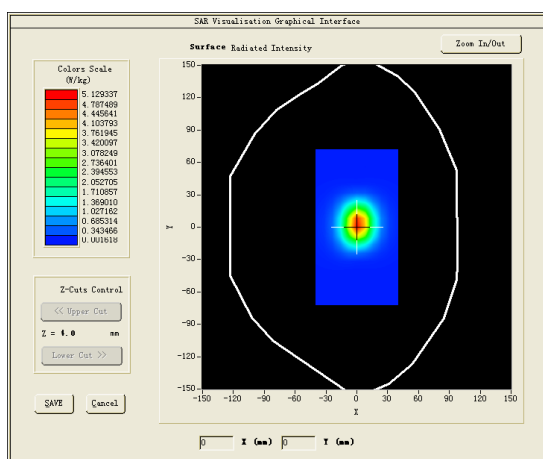 SAR Visualisation Graphical Interface
Surface Radiated Intensity
Zoom In/Out
Colors Scale
(W/kg)
5.129337
4.787489
4.445641
4.103793
3.761945
3.420097
3.078249
2.736401
2.394553
2.052705
1.710857
1.369010
1.027162
0.685314
0.343466
0.001618
Z-Cuts Control
<< Upper Cut
Z = 4.0 mm
Lower Cut >>
SAVE Cancel
150
120
90
60
30
0
-30
-60
-90
-120
-150
Y
-150 -120 -90 -60 -30 0 30 60 90 120 150
X
0 X (mm) 0 Y (mm)